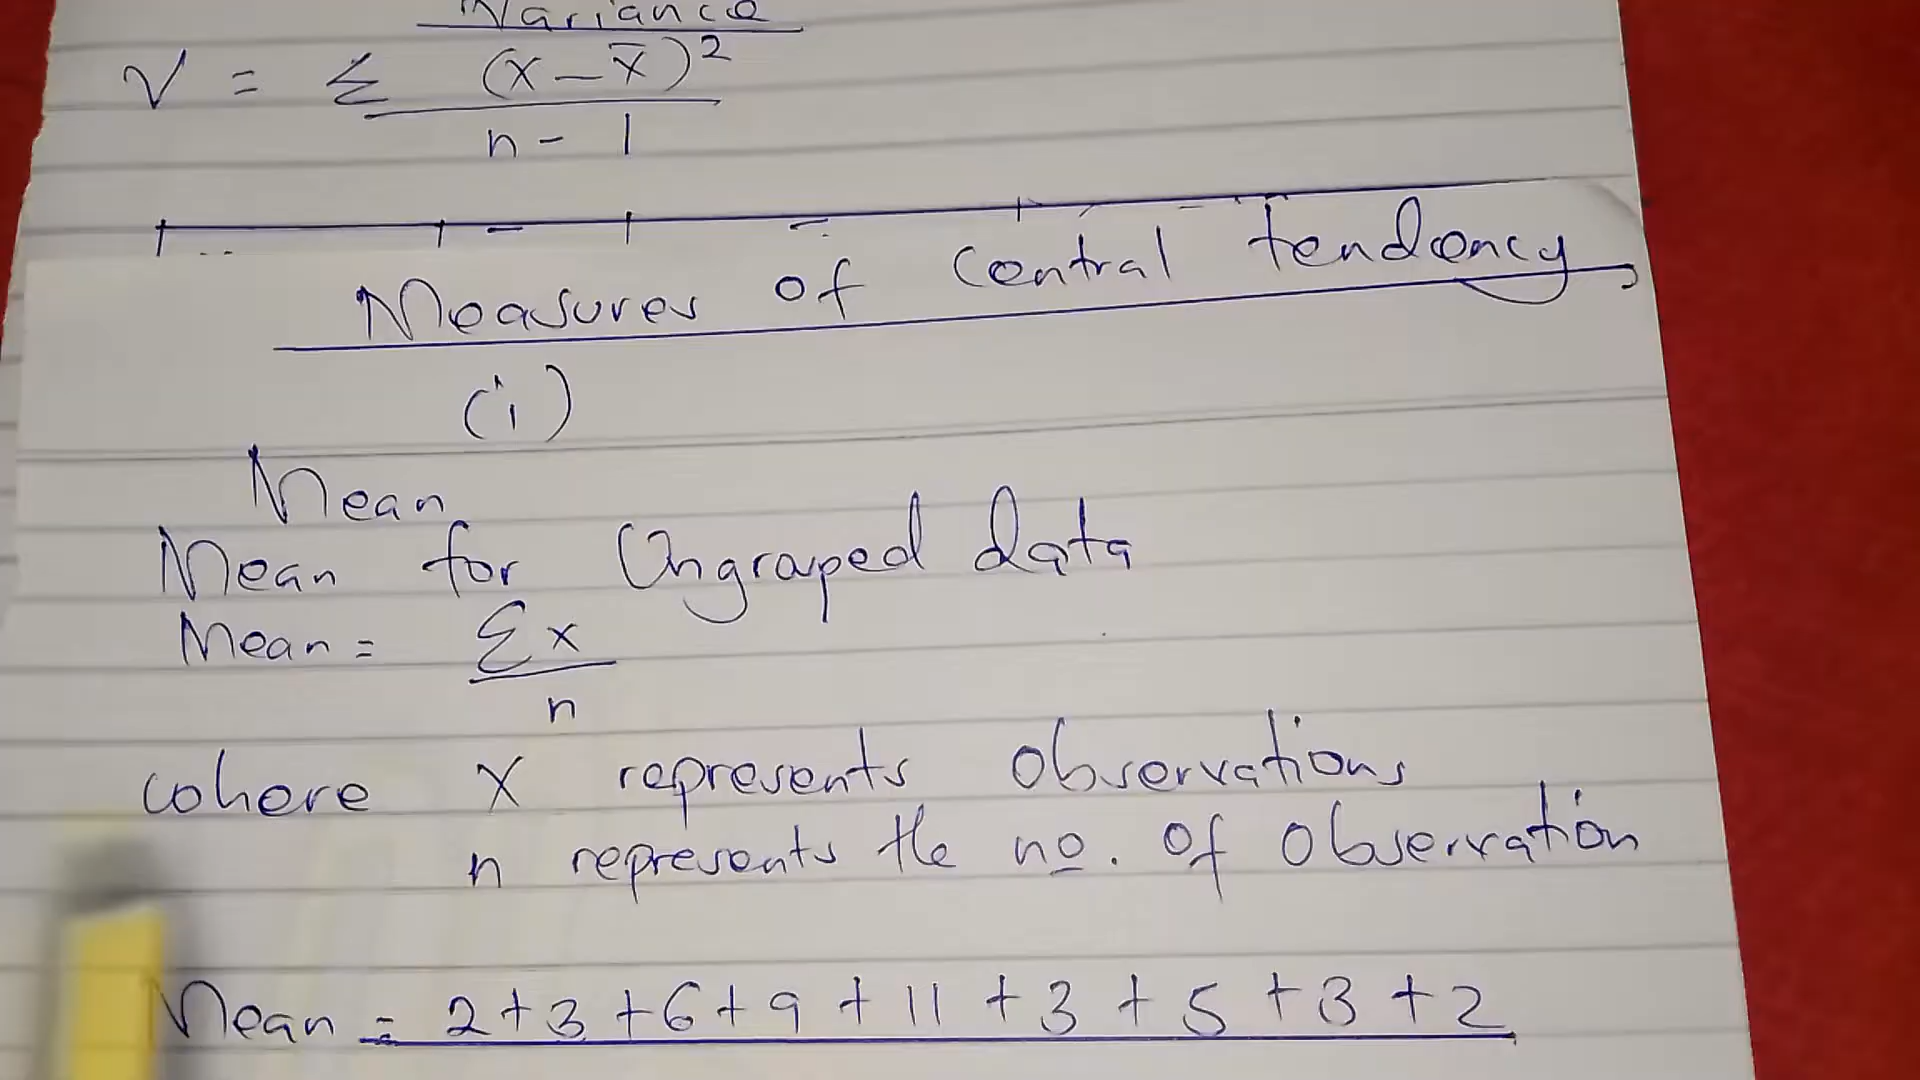 Variance
V = Σ (x - x̄)²
n - 1
Measures of Central tendency
(i)
Mean
Mean for Ungraped data
Mean = Σx
n
where x represents observations
n represents the no. of observation
Mean = 2+3+6+9+11+3+5+3+2